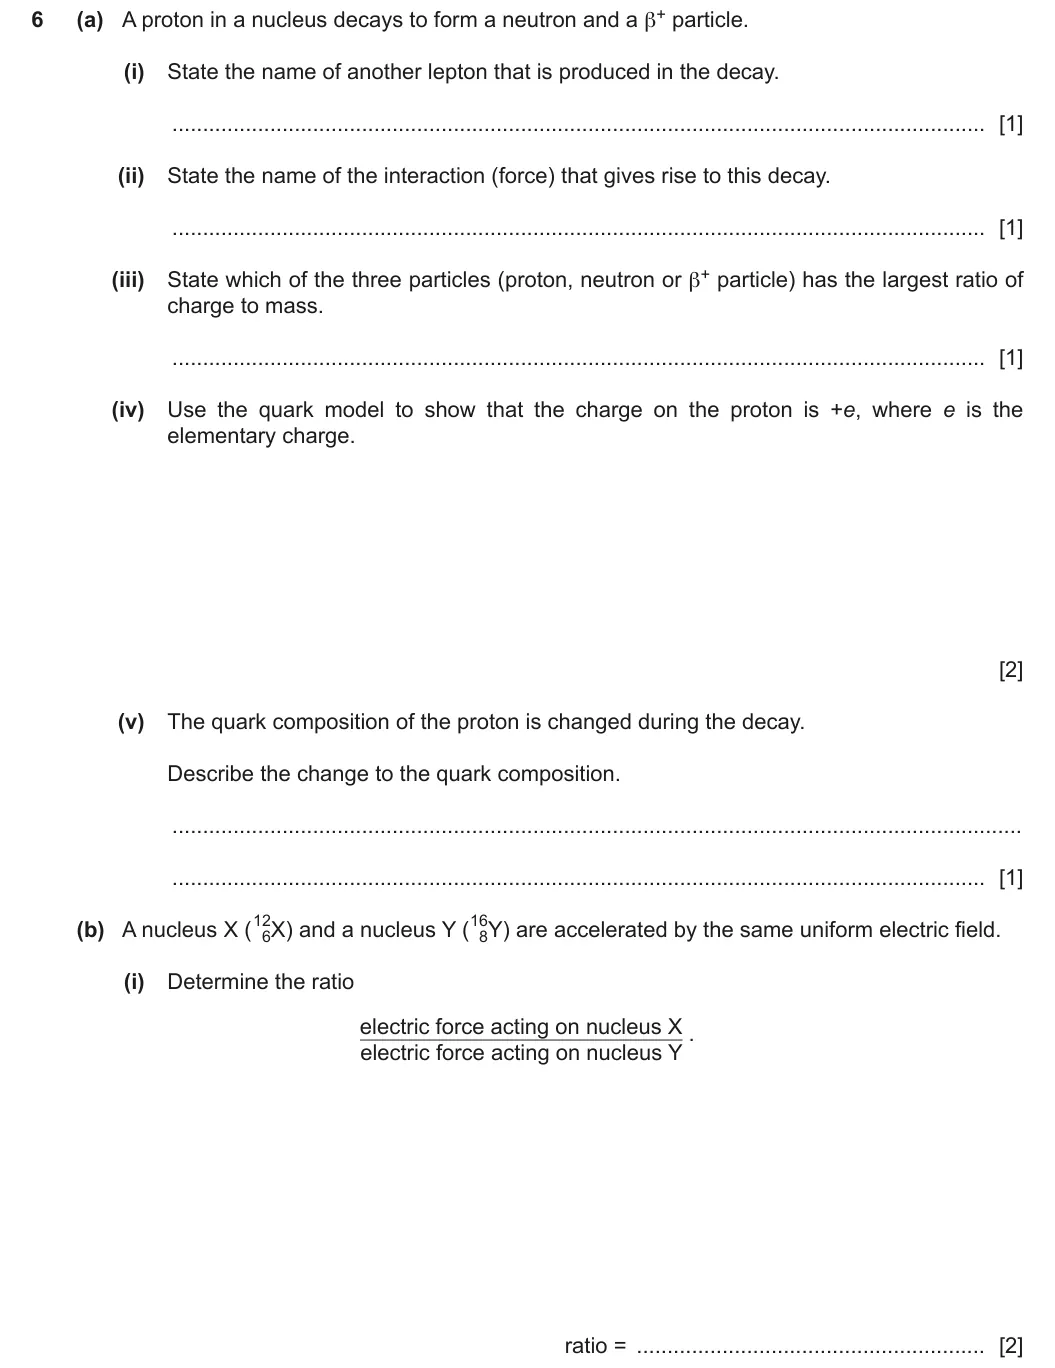 6 (a) A proton in a nucleus decays to form a neutron and a β⁺ particle.
(i) State the name of another lepton that is produced in the decay.
...................................................................................................................................... [1]
(ii) State the name of the interaction (force) that gives rise to this decay.
...................................................................................................................................... [1]
(iii) State which of the three particles (proton, neutron or β⁺ particle) has the largest ratio of
charge to mass.
...................................................................................................................................... [1]
(iv) Use the quark model to show that the charge on the proton is +e, where e is the
elementary charge.
[2]
(v) The quark composition of the proton is changed during the decay.
Describe the change to the quark composition.
............................................................................................................................................
...................................................................................................................................... [1]
(b) A nucleus X (¹²₆X) and a nucleus Y (¹⁶₈Y) are accelerated by the same uniform electric field.
(i) Determine the ratio
electric force acting on nucleus X
electric force acting on nucleus Y .
ratio = ......................................................... [2]